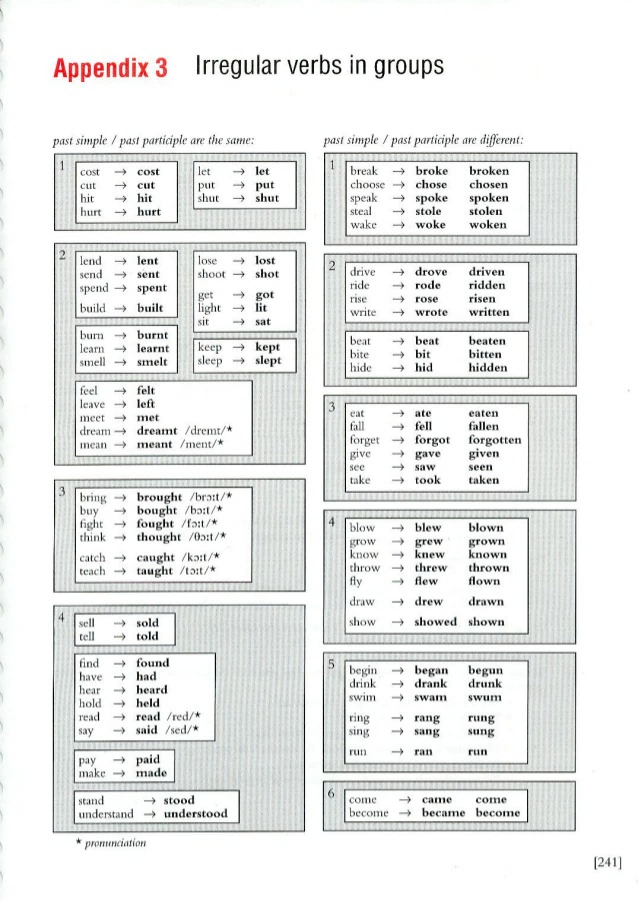 Appendix 3 Irregular verbs in groups
past simple / past participle are the same:
1
cost → cost
cut → cut
hit → hit
hurt → hurt
let → let
put → put
shut → shut
2
lend → lent
send → sent
spend → spent
build → built
lose → lost
shoot → shot
get → got
light → lit
sit → sat
burn → burnt
learn → learnt
smell → smelt
keep → kept
sleep → slept
feel → felt
leave → left
meet → met
dream → dreamt /dremt/*
mean → meant /ment/*
3
bring → brought /brɔːt/*
buy → bought /bɔːt/*
fight → fought /fɔːt/*
think → thought /θɔːt/*
catch → caught /kɔːt/*
teach → taught /tɔːt/*
4
sell → sold
tell → told
find → found
have → had
hear → heard
hold → held
read → read /red/*
say → said /sed/*
pay → paid
make → made
stand → stood
understand → understood
* pronunciation
past simple / past participle are different:
1
break → broke broken
choose → chose chosen
speak → spoke spoken
steal → stole stolen
wake → woke woken
2
drive → drove driven
ride → rode ridden
rise → rose risen
write → wrote written
beat → beat beaten
bite → bit bitten
hide → hid hidden
3
eat → ate eaten
fall → fell fallen
forget → forgot forgotten
give → gave given
see → saw seen
take → took taken
4
blow → blew blown
grow → grew grown
know → knew known
throw → threw thrown
fly → flew flown
draw → drew drawn
show → showed shown
5
begin → began begun
drink → drank drunk
swim → swam swum
ring → rang rung
sing → sang sung
run → ran run
6
come → came come
become → became become
[241]